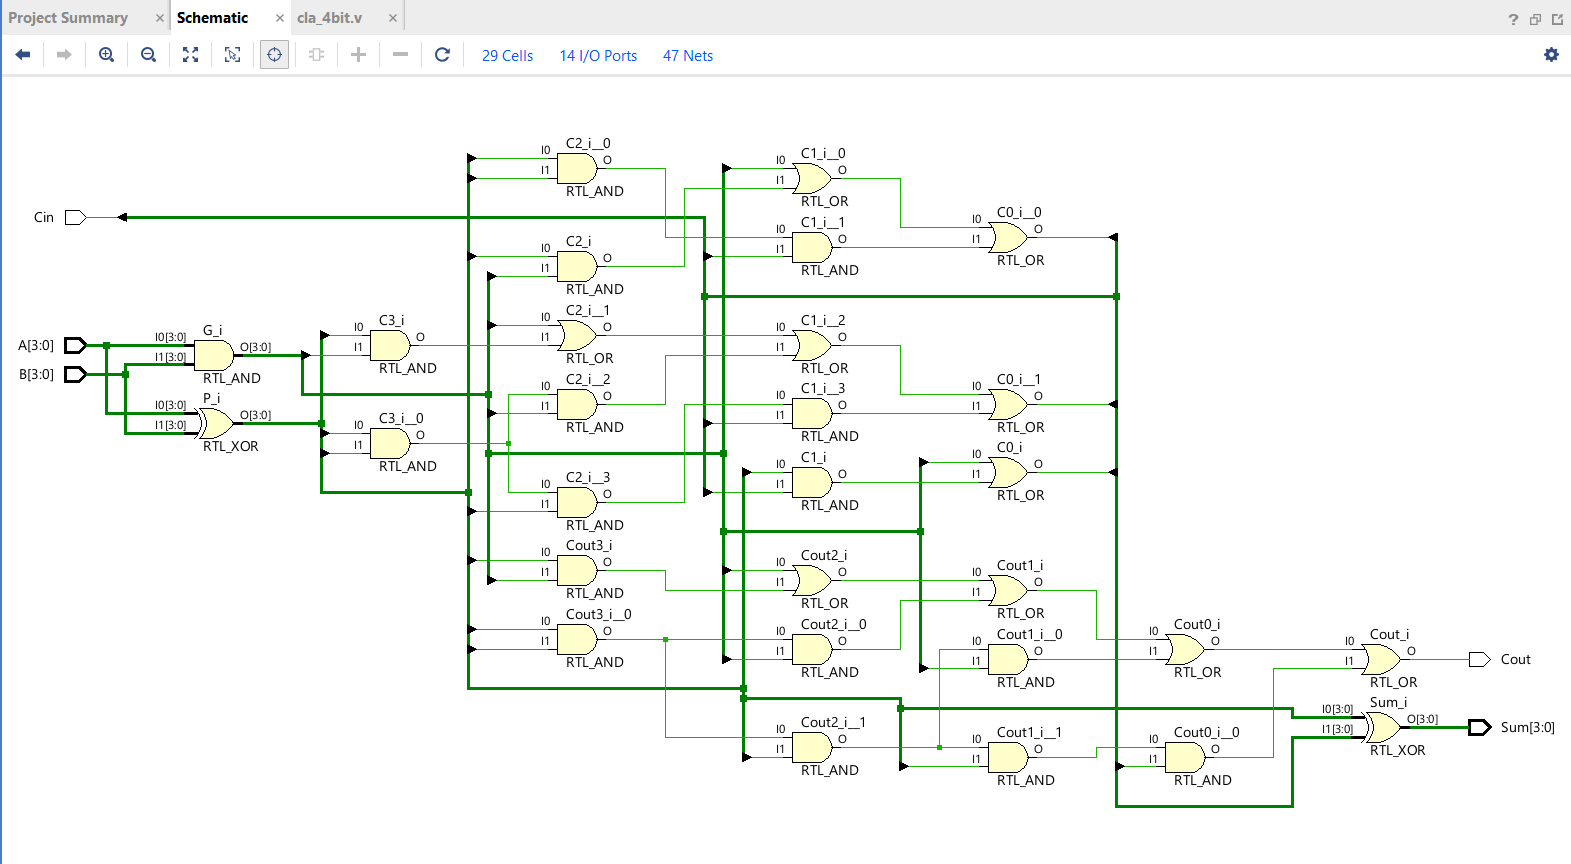 Project Summary × Schematic × cla_4bit.v ×
?
29 Cells 14 I/O Ports 47 Nets
Cin
A[3:0]
B[3:0]
G_i
I0[3:0]
I1[3:0]
O[3:0]
RTL_AND
P_i
I0[3:0]
I1[3:0]
O[3:0]
RTL_XOR
C3_i
I0
I1
O
RTL_AND
C3_i__0
I0
I1
O
RTL_AND
C2_i__0
I0
I1
O
RTL_AND
C2_i
I0
I1
O
RTL_AND
C2_i__1
I0
I1
O
RTL_OR
C2_i__2
I0
I1
O
RTL_AND
C2_i__3
I0
I1
O
RTL_AND
Cout3_i
I0
I1
O
RTL_AND
Cout3_i__0
I0
I1
O
RTL_AND
C1_i__0
I0
I1
O
RTL_OR
C1_i__1
I0
I1
O
RTL_AND
C1_i__2
I0
I1
O
RTL_OR
C1_i__3
I0
I1
O
RTL_AND
C1_i
I0
I1
O
RTL_AND
Cout2_i
I0
I1
O
RTL_OR
Cout2_i__0
I0
I1
O
RTL_AND
Cout2_i__1
I0
I1
O
RTL_AND
C0_i__0
I0
I1
O
RTL_OR
C0_i__1
I0
I1
O
RTL_OR
C0_i
I0
I1
O
RTL_OR
Cout1_i
I0
I1
O
RTL_OR
Cout1_i__0
I0
I1
O
RTL_AND
Cout1_i__1
I0
I1
O
RTL_AND
Cout0_i
I0
I1
O
RTL_OR
Cout0_i__0
I0
I1
O
RTL_AND
Cout_i
I0
I1
O
RTL_OR
Sum_i
I0[3:0]
I1[3:0]
O[3:0]
RTL_XOR
Cout
Sum[3:0]